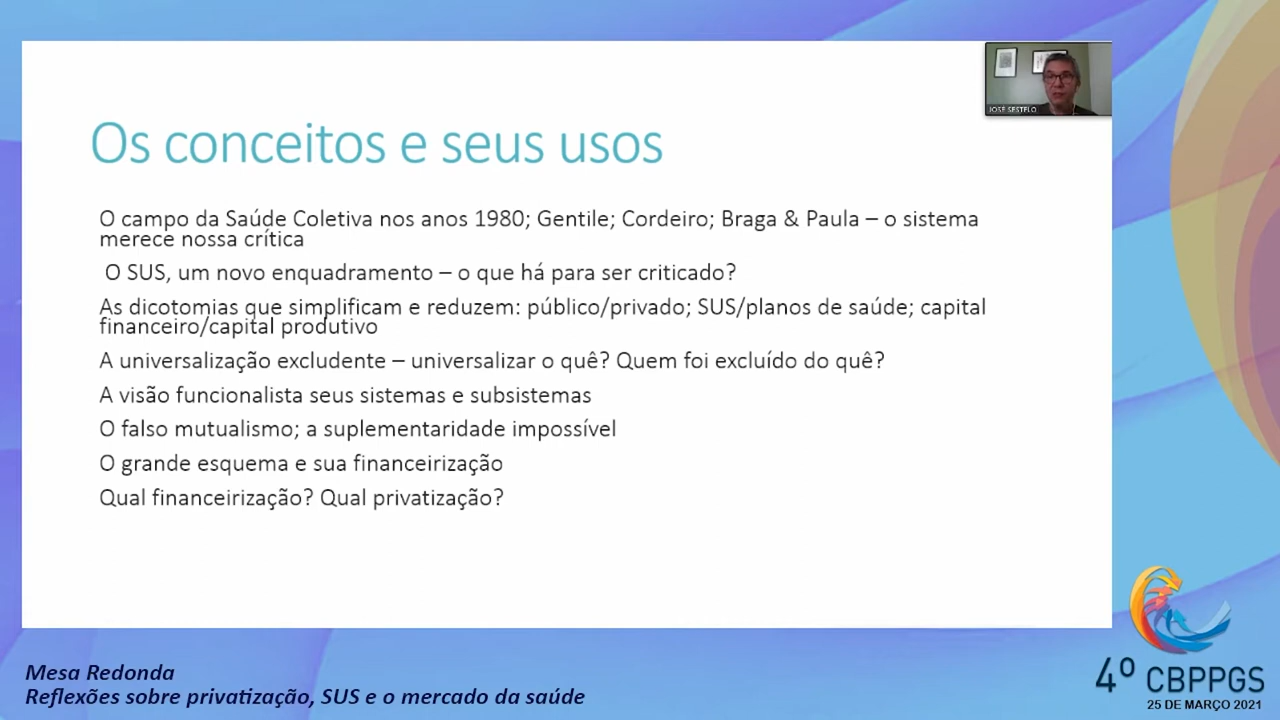 JOSÉ SESTELO
Os conceitos e seus usos
O campo da Saúde Coletiva nos anos 1980; Gentile; Cordeiro; Braga & Paula – o sistema
merece nossa crítica
O SUS, um novo enquadramento – o que há para ser criticado?
As dicotomias que simplificam e reduzem: público/privado; SUS/planos de saúde; capital
financeiro/capital produtivo
A universalização excludente – universalizar o quê? Quem foi excluído do quê?
A visão funcionalista seus sistemas e subsistemas
O falso mutualismo; a suplementaridade impossível
O grande esquema e sua financeirização
Qual financeirização? Qual privatização?
Mesa Redonda
Reflexões sobre privatização, SUS e o mercado da saúde
4º CBPPGS
25 DE MARÇO 2021